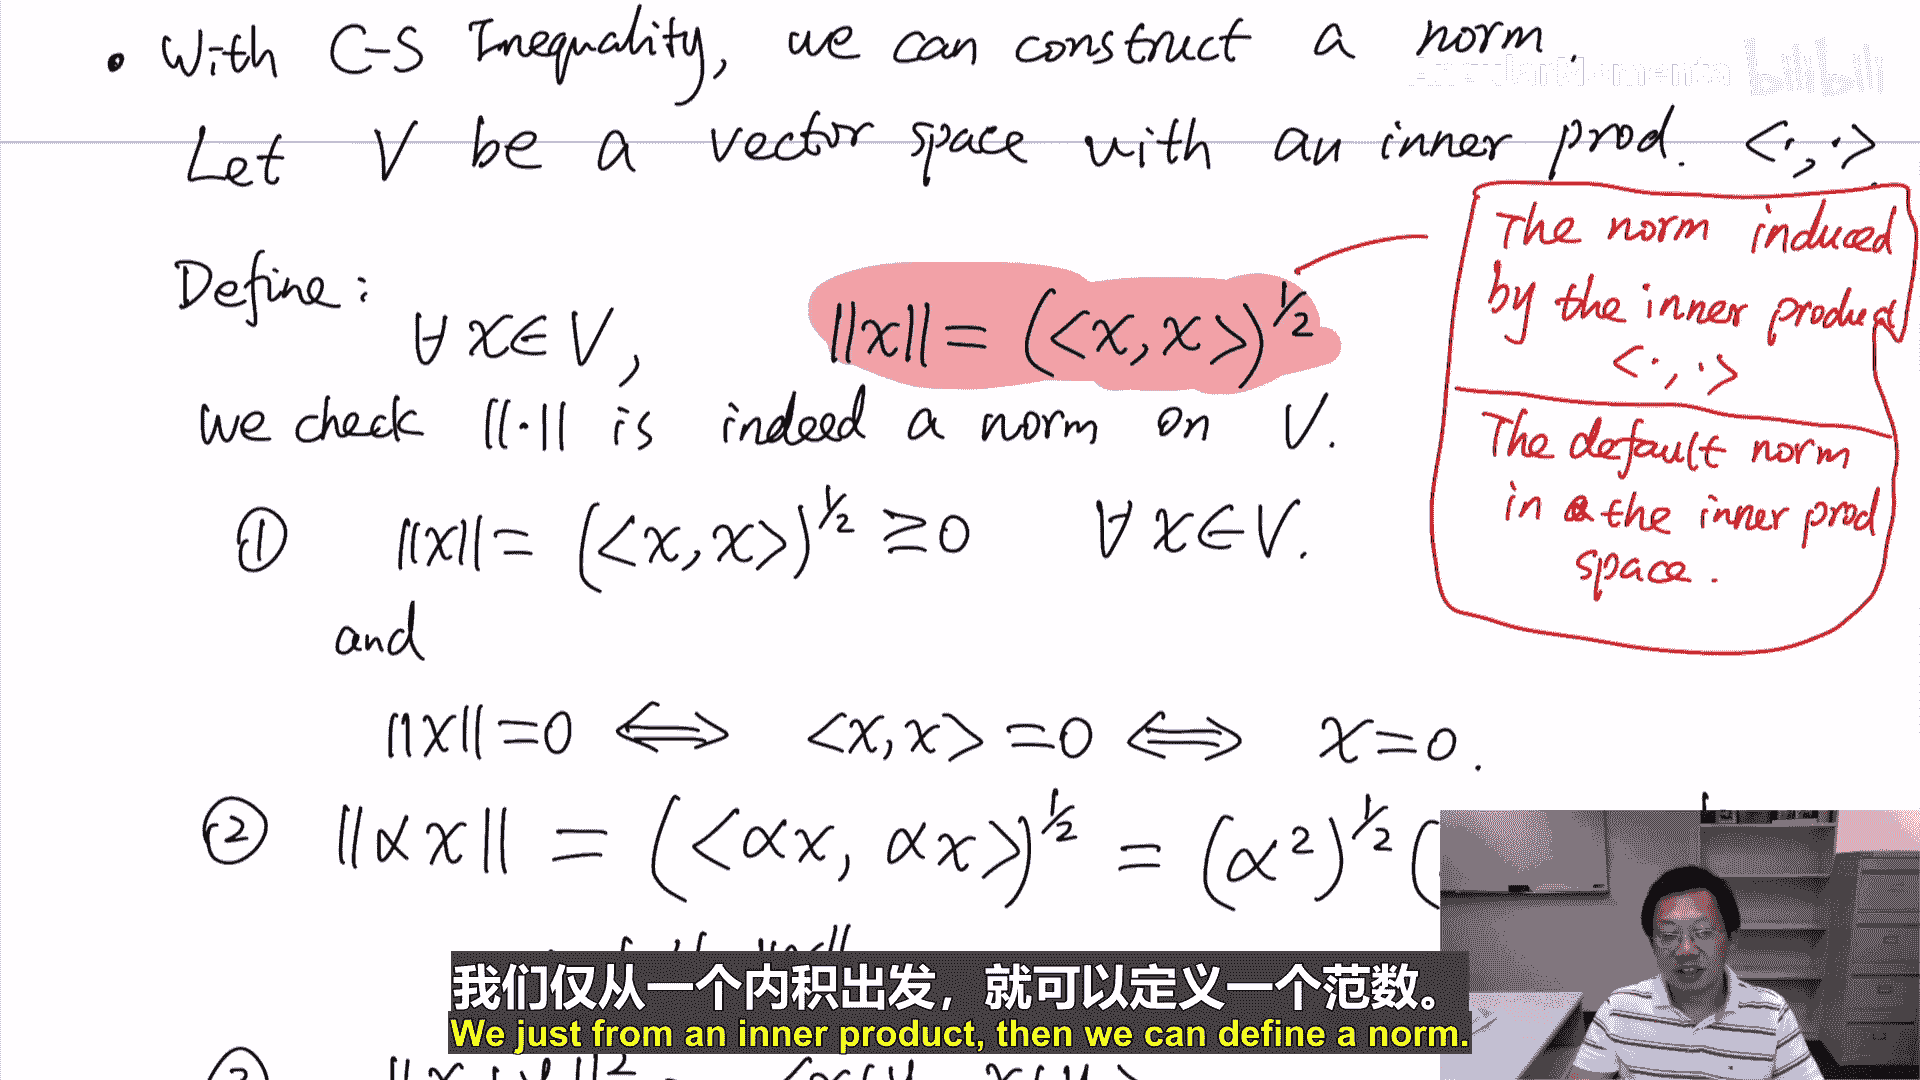 • With C-S Inequality, we can construct a norm.
AngularMomenta bilibili
Let V be a vector space with an inner prod. <·,·>
The norm induced
by the inner product
<·,·>
Define:
∀ x∈V, ||x|| = (<x,x>)^1/2
The default norm
in the inner prod
space.
we check ||·|| is indeed a norm on V.
① ||x|| = (<x,x>)^1/2 ≥0 ∀ x∈V.
and
||x||=0 ⟺ <x,x>=0 ⟺ x=0.
② ||αx|| = (<αx, αx>)^1/2 = (α²)^1/2 (
我们仅从一个内积出发，就可以定义一个范数。
We just from an inner product, then we can define a norm.